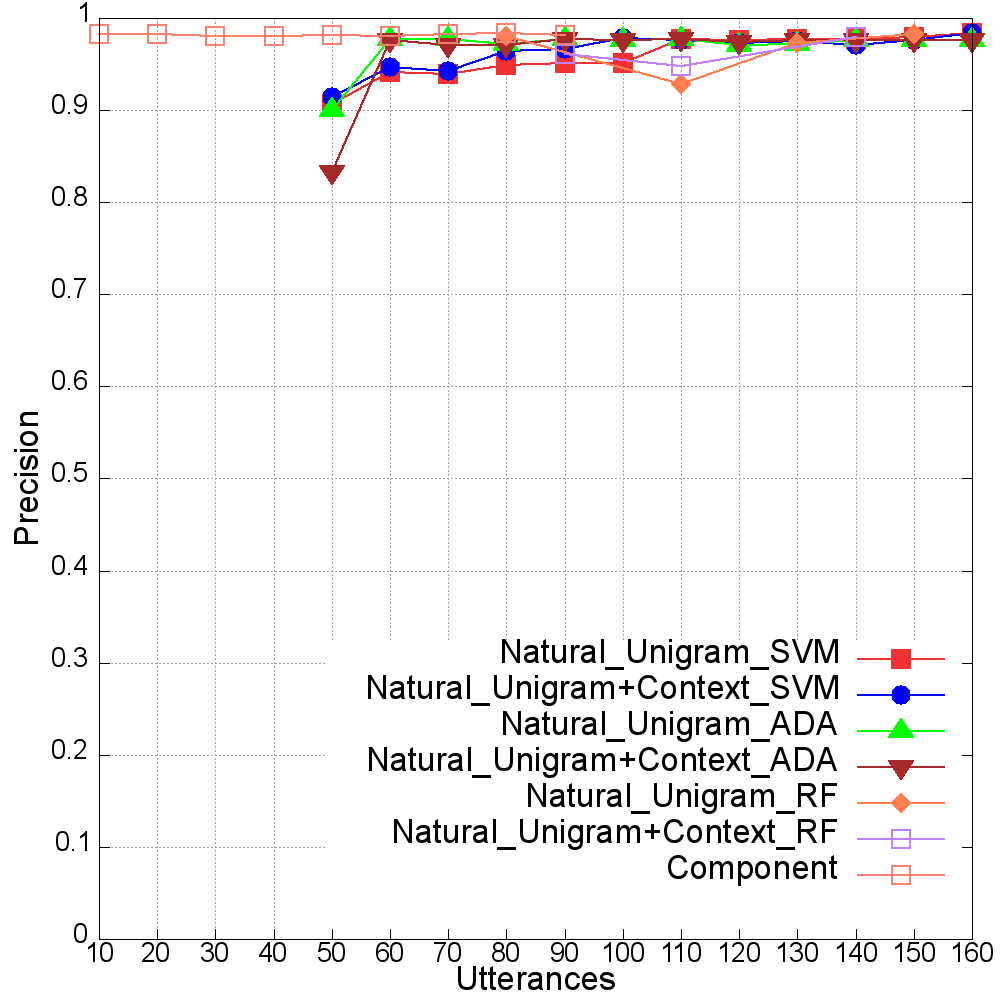 1
0.9
0.8
0.7
0.6
0.5
0.4
0.3
0.2
0.1
0
Precision
Natural_Unigram_SVM
Natural_Unigram+Context_SVM
Natural_Unigram_ADA
Natural_Unigram+Context_ADA
Natural_Unigram_RF
Natural_Unigram+Context_RF
Component
10 20 30 40 50 60 70 80 90 100 110 120 130 140 150 160
Utterances